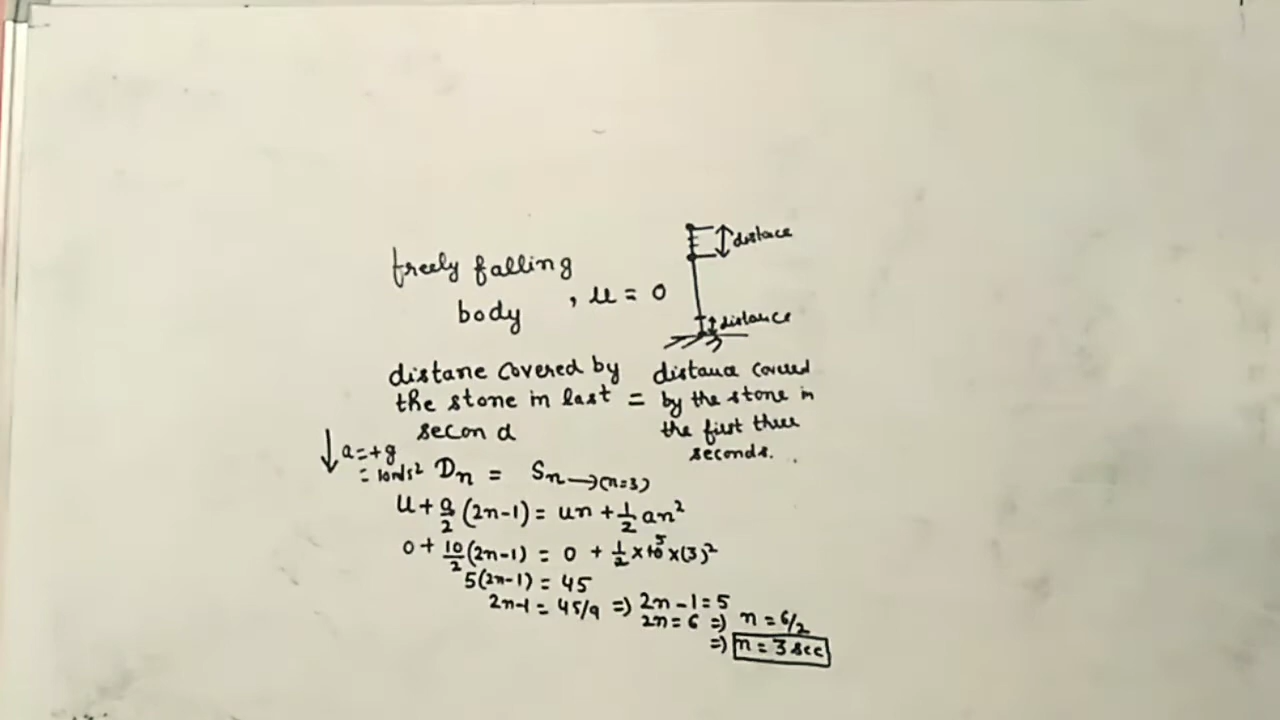 distace
freely falling
body , u = 0
distance
distane covered by
the stone in last =
secon d
distance covered
by the stone in
the first three
seconds.
↓ a = +g
= 10m/s²
Dn = Sn → (n=3)
u + a/2 (2n-1) = un + 1/2 an²
0 + 10/2 (2n-1) = 0 + 1/2 × 10 5 × (3)²
5(2n-1) = 45
2n-1 = 45/9 => 2n-1 = 5
2n = 6 => n = 6/2
=> n = 3 sec